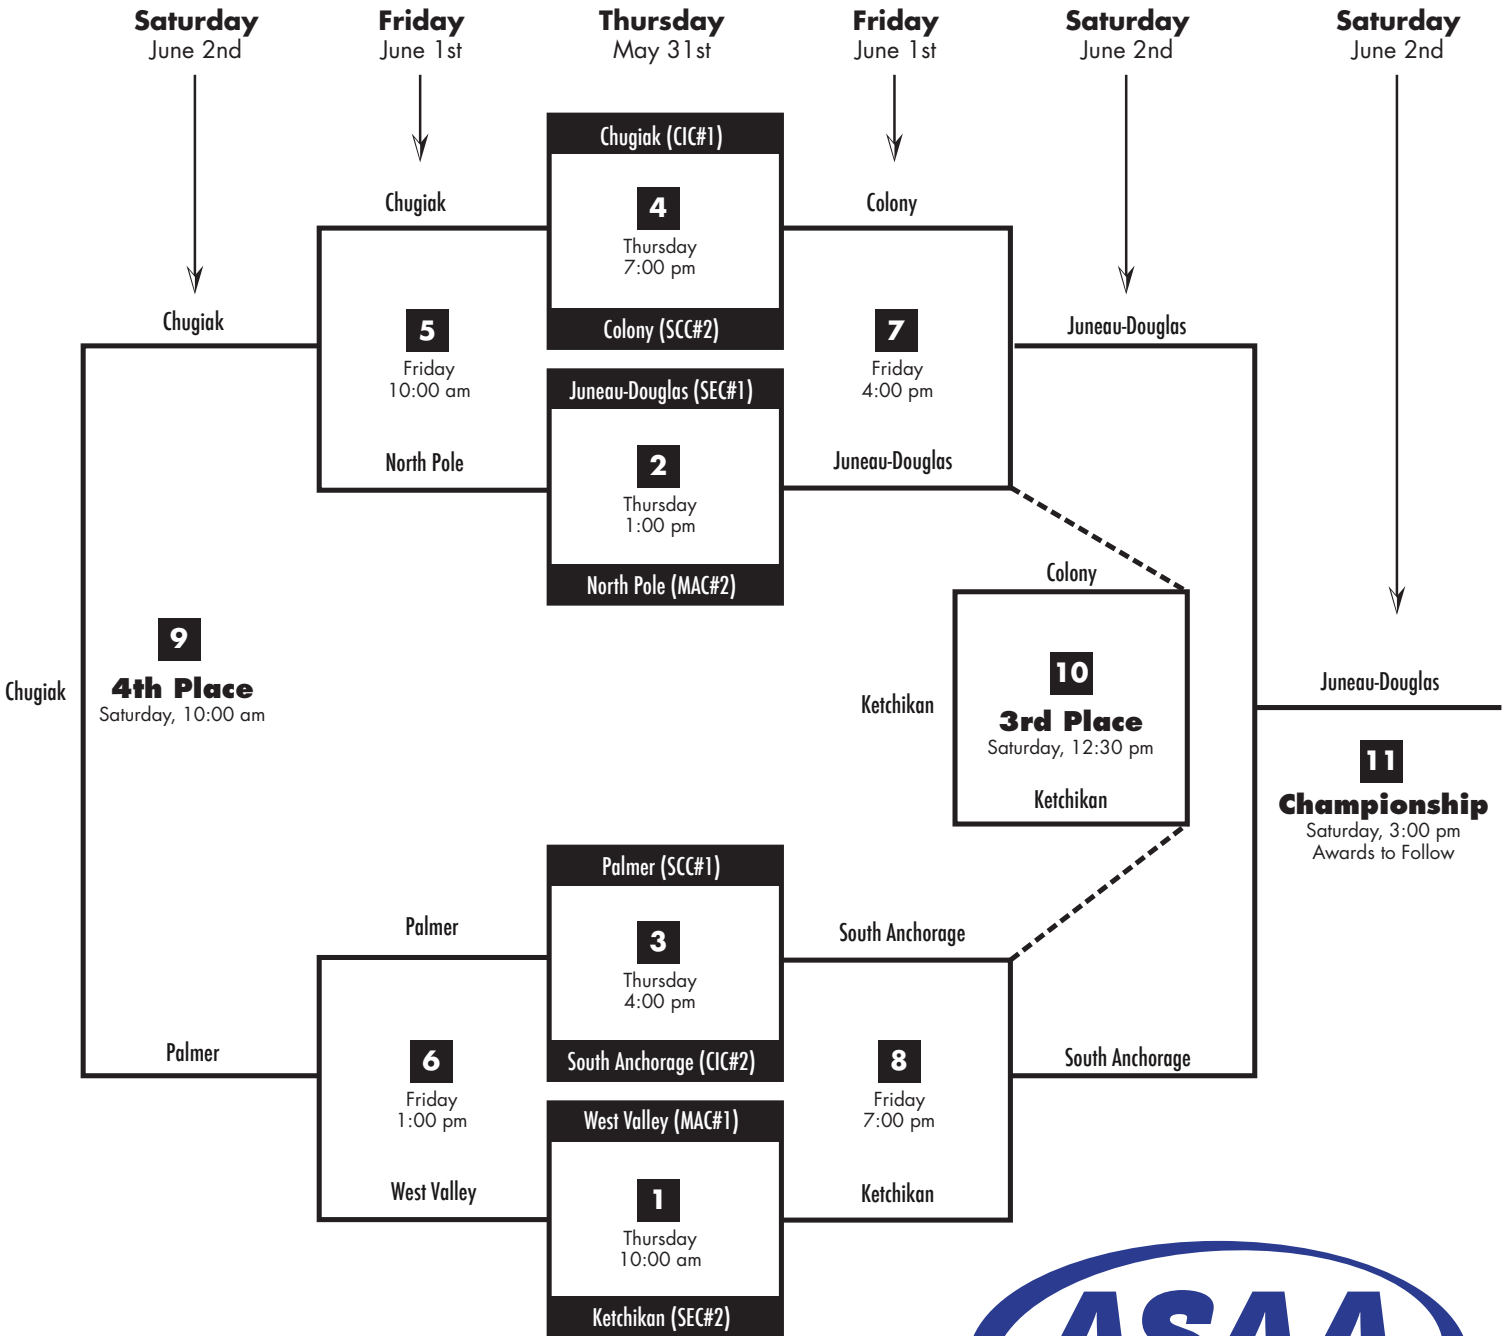 Saturday
June 2nd
Friday
June 1st
Thursday
May 31st
Friday
June 1st
Saturday
June 2nd
Saturday
June 2nd
Chugiak (CIC#1)
4
Thursday
7:00 pm
Colony (SCC#2)
Chugiak
Colony
Chugiak
5
Friday
10:00 am
7
Friday
4:00 pm
Juneau-Douglas
Juneau-Douglas (SEC#1)
2
Thursday
1:00 pm
North Pole (MAC#2)
North Pole
Juneau-Douglas
Colony
9
4th Place
Saturday, 10:00 am
Chugiak
Ketchikan
10
3rd Place
Saturday, 12:30 pm
Ketchikan
Juneau-Douglas
11
Championship
Saturday, 3:00 pm
Awards to Follow
Palmer (SCC#1)
3
Thursday
4:00 pm
South Anchorage (CIC#2)
Palmer
South Anchorage
Palmer
6
Friday
1:00 pm
8
Friday
7:00 pm
South Anchorage
West Valley (MAC#1)
1
Thursday
10:00 am
Ketchikan (SEC#2)
West Valley
Ketchikan
ASAA